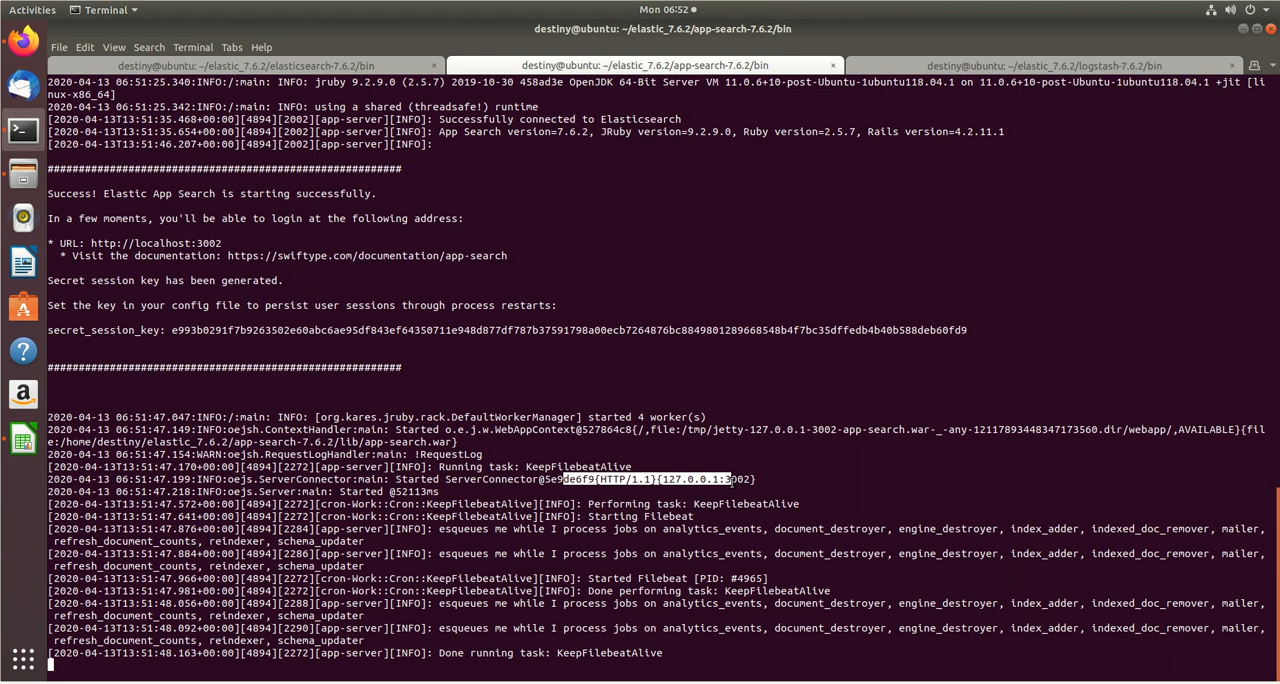 Activities
Terminal
Mon 06:52
destiny@ubuntu: ~/elastic_7.6.2/app-search-7.6.2/bin
File Edit View Search Terminal Tabs Help
destiny@ubuntu: ~/elastic_7.6.2/elasticsearch-7.6.2/bin ×
destiny@ubuntu: ~/elastic_7.6.2/app-search-7.6.2/bin ×
destiny@ubuntu: ~/elastic_7.6.2/logstash-7.6.2/bin ×
2020-04-13 06:51:25.340:INFO:/:main: INFO: jruby 9.2.9.0 (2.5.7) 2019-10-30 458ad3e OpenJDK 64-Bit Server VM 11.0.6+10-post-Ubuntu-1ubuntu118.04.1 on 11.0.6+10-post-Ubuntu-1ubuntu118.04.1 +jit [li
nux-x86_64]
2020-04-13 06:51:25.342:INFO:/:main: INFO: using a shared (threadsafe!) runtime
[2020-04-13T13:51:35.468+00:00][4894][2002][app-server][INFO]: Successfully connected to Elasticsearch
[2020-04-13T13:51:35.654+00:00][4894][2002][app-server][INFO]: App Search version=7.6.2, JRuby version=9.2.9.0, Ruby version=2.5.7, Rails version=4.2.11.1
[2020-04-13T13:51:46.207+00:00][4894][2002][app-server][INFO]:
#########################################################
Success! Elastic App Search is starting successfully.
In a few moments, you'll be able to login at the following address:
* URL: http://localhost:3002
* Visit the documentation: https://swiftype.com/documentation/app-search
Secret session key has been generated.
Set the key in your config file to persist user sessions through process restarts:
secret_session_key: e993b0291f7b9263502e60abc6ae95df843ef64350711e948d877df787b37591798a00ecb7264876bc8849801289668548b4f7bc35dffedb4b40b588deb60fd9
#########################################################
2020-04-13 06:51:47.047:INFO:/:main: INFO: [org.kares.jruby.rack.DefaultWorkerManager] started 4 worker(s)
2020-04-13 06:51:47.149:INFO:oejsh.ContextHandler:main: Started o.e.j.w.WebAppContext@527864c8{/,file:/tmp/jetty-127.0.0.1-3002-app-search.war-_-any-12117893448347173560.dir/webapp/,AVAILABLE}{fil
e:/home/destiny/elastic_7.6.2/app-search-7.6.2/lib/app-search.war}
2020-04-13 06:51:47.154:WARN:oejsh.RequestLogHandler:main: !RequestLog
[2020-04-13T13:51:47.170+00:00][4894][2272][app-server][INFO]: Running task: KeepFilebeatAlive
2020-04-13 06:51:47.199:INFO:oejs.ServerConnector:main: Started ServerConnector@5e9de6f9{HTTP/1.1}{127.0.0.1:3002}
2020-04-13 06:51:47.218:INFO:oejs.Server:main: Started @52113ms
[2020-04-13T13:51:47.599+00:00][4894][2272][cron-Work::Cron::KeepFilebeatAlive][INFO]: Performing task: KeepFilebeatAlive
[2020-04-13T13:51:47.641+00:00][4894][2272][cron-Work::Cron::KeepFilebeatAlive][INFO]: Starting Filebeat
[2020-04-13T13:51:47.876+00:00][4894][2284][app-server][INFO]: esqueues me while I process jobs on analytics_events, document_destroyer, engine_destroyer, index_adder, indexed_doc_remover, mailer,
refresh_document_counts, reindexer, schema_updater
[2020-04-13T13:51:47.884+00:00][4894][2286][app-server][INFO]: esqueues me while I process jobs on analytics_events, document_destroyer, engine_destroyer, index_adder, indexed_doc_remover, mailer,
refresh_document_counts, reindexer, schema_updater
[2020-04-13T13:51:47.966+00:00][4894][2272][cron-Work::Cron::KeepFilebeatAlive][INFO]: Started Filebeat [PID: #4965]
[2020-04-13T13:51:47.981+00:00][4894][2272][cron-Work::Cron::KeepFilebeatAlive][INFO]: Done performing task: KeepFilebeatAlive
[2020-04-13T13:51:48.056+00:00][4894][2288][app-server][INFO]: esqueues me while I process jobs on analytics_events, document_destroyer, engine_destroyer, index_adder, indexed_doc_remover, mailer,
refresh_document_counts, reindexer, schema_updater
[2020-04-13T13:51:48.092+00:00][4894][2290][app-server][INFO]: esqueues me while I process jobs on analytics_events, document_destroyer, engine_destroyer, index_adder, indexed_doc_remover, mailer,
refresh_document_counts, reindexer, schema_updater
[2020-04-13T13:51:48.163+00:00][4894][2272][app-server][INFO]: Done running task: KeepFilebeatAlive